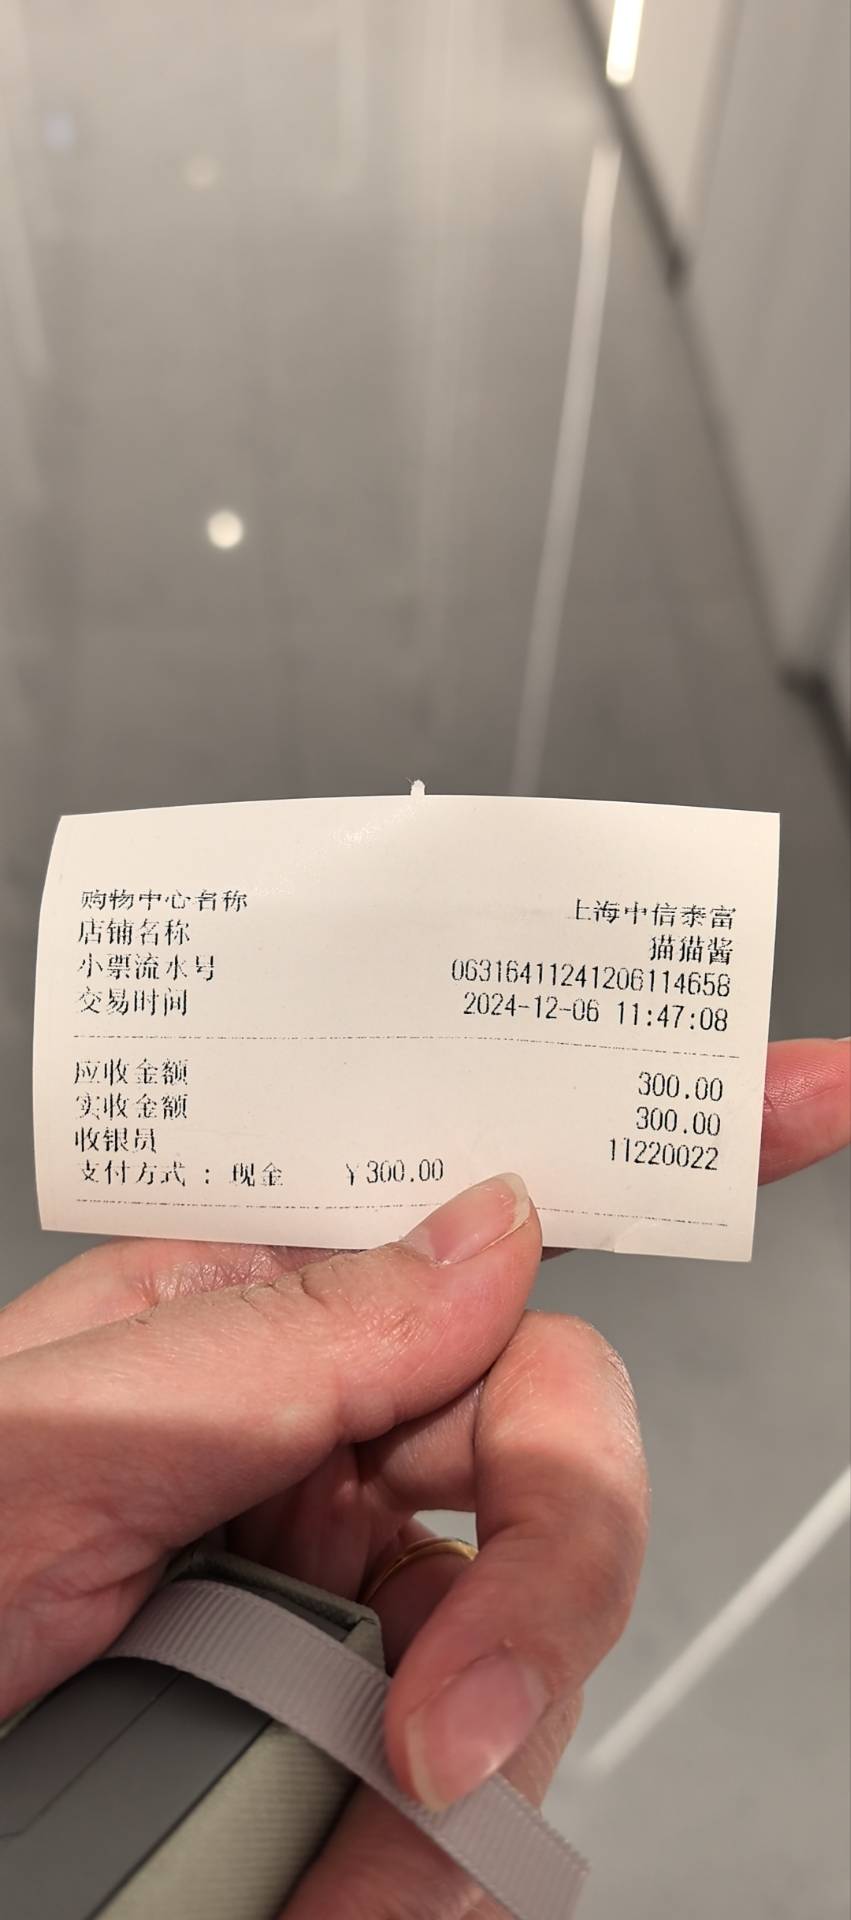 购物中心名称 上海中信泰富
店铺名称 猫猫酱
小票流水号 06316411241206114658
交易时间 2024-12-06 11:47:08
应收金额 300.00
实收金额 300.00
收银员 11220022
支付方式 : 现金 ¥300.00